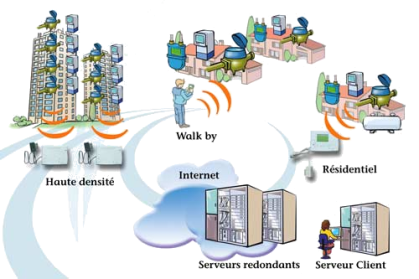 Walk by
Haute densité
Internet
Résidentiel
Serveurs redondants
Serveur Client